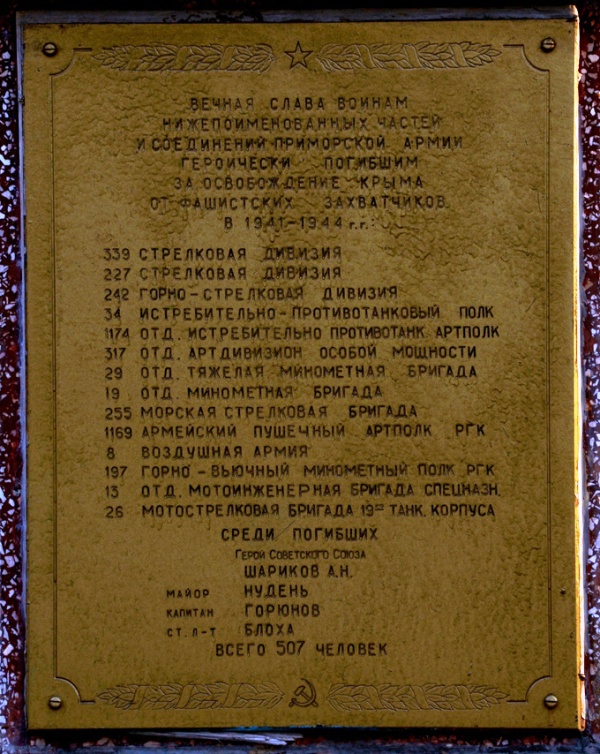 ВЕЧНАЯ СЛАВА ВОИНАМ
НИЖЕПОИМЕНОВАННЫХ ЧАСТЕЙ
И СОЕДИНЕНИЙ ПРИМОРСКОЙ АРМИИ
ГЕРОИЧЕСКИ ПОГИБШИМ
ЗА ОСВОБОЖДЕНИЕ КРЫМА
ОТ ФАШИСТСКИХ ЗАХВАТЧИКОВ
В 1941-1944 г.г.:
339 СТРЕЛКОВАЯ ДИВИЗИЯ
227 СТРЕЛКОВАЯ ДИВИЗИЯ
242 ГОРНО-СТРЕЛКОВАЯ ДИВИЗИЯ
34 ИСТРЕБИТЕЛЬНО-ПРОТИВОТАНКОВЫЙ ПОЛК
1174 ОТД. ИСТРЕБИТЕЛЬНО ПРОТИВОТАНК. АРТПОЛК
317 ОТД. АРТДИВИЗИОН ОСОБОЙ МОЩНОСТИ
29 ОТД. ТЯЖЕЛАЯ МИНОМЕТНАЯ БРИГАДА
19 ОТД. МИНОМЕТНАЯ БРИГАДА
255 МОРСКАЯ СТРЕЛКОВАЯ БРИГАДА
1169 АРМЕЙСКИЙ ПУШЕЧНЫЙ АРТПОЛК РГК
8 ВОЗДУШНАЯ АРМИЯ
197 ГОРНО-ВЬЮЧНЫЙ МИНОМЕТНЫЙ ПОЛК РГК
13 ОТД. МОТОИНЖЕНЕРНАЯ БРИГАДА СПЕЦНАЗН.
26 МОТОСТРЕЛКОВАЯ БРИГАДА 19го ТАНК. КОРПУСА
СРЕДИ ПОГИБШИХ
ГЕРОЙ СОВЕТСКОГО СОЮЗА
ШАРИКОВ А.Н.
МАЙОР НУДЕНЬ
КАПИТАН ГОРЮНОВ
СТ. Л-Т БЛОХА
ВСЕГО 507 ЧЕЛОВЕК